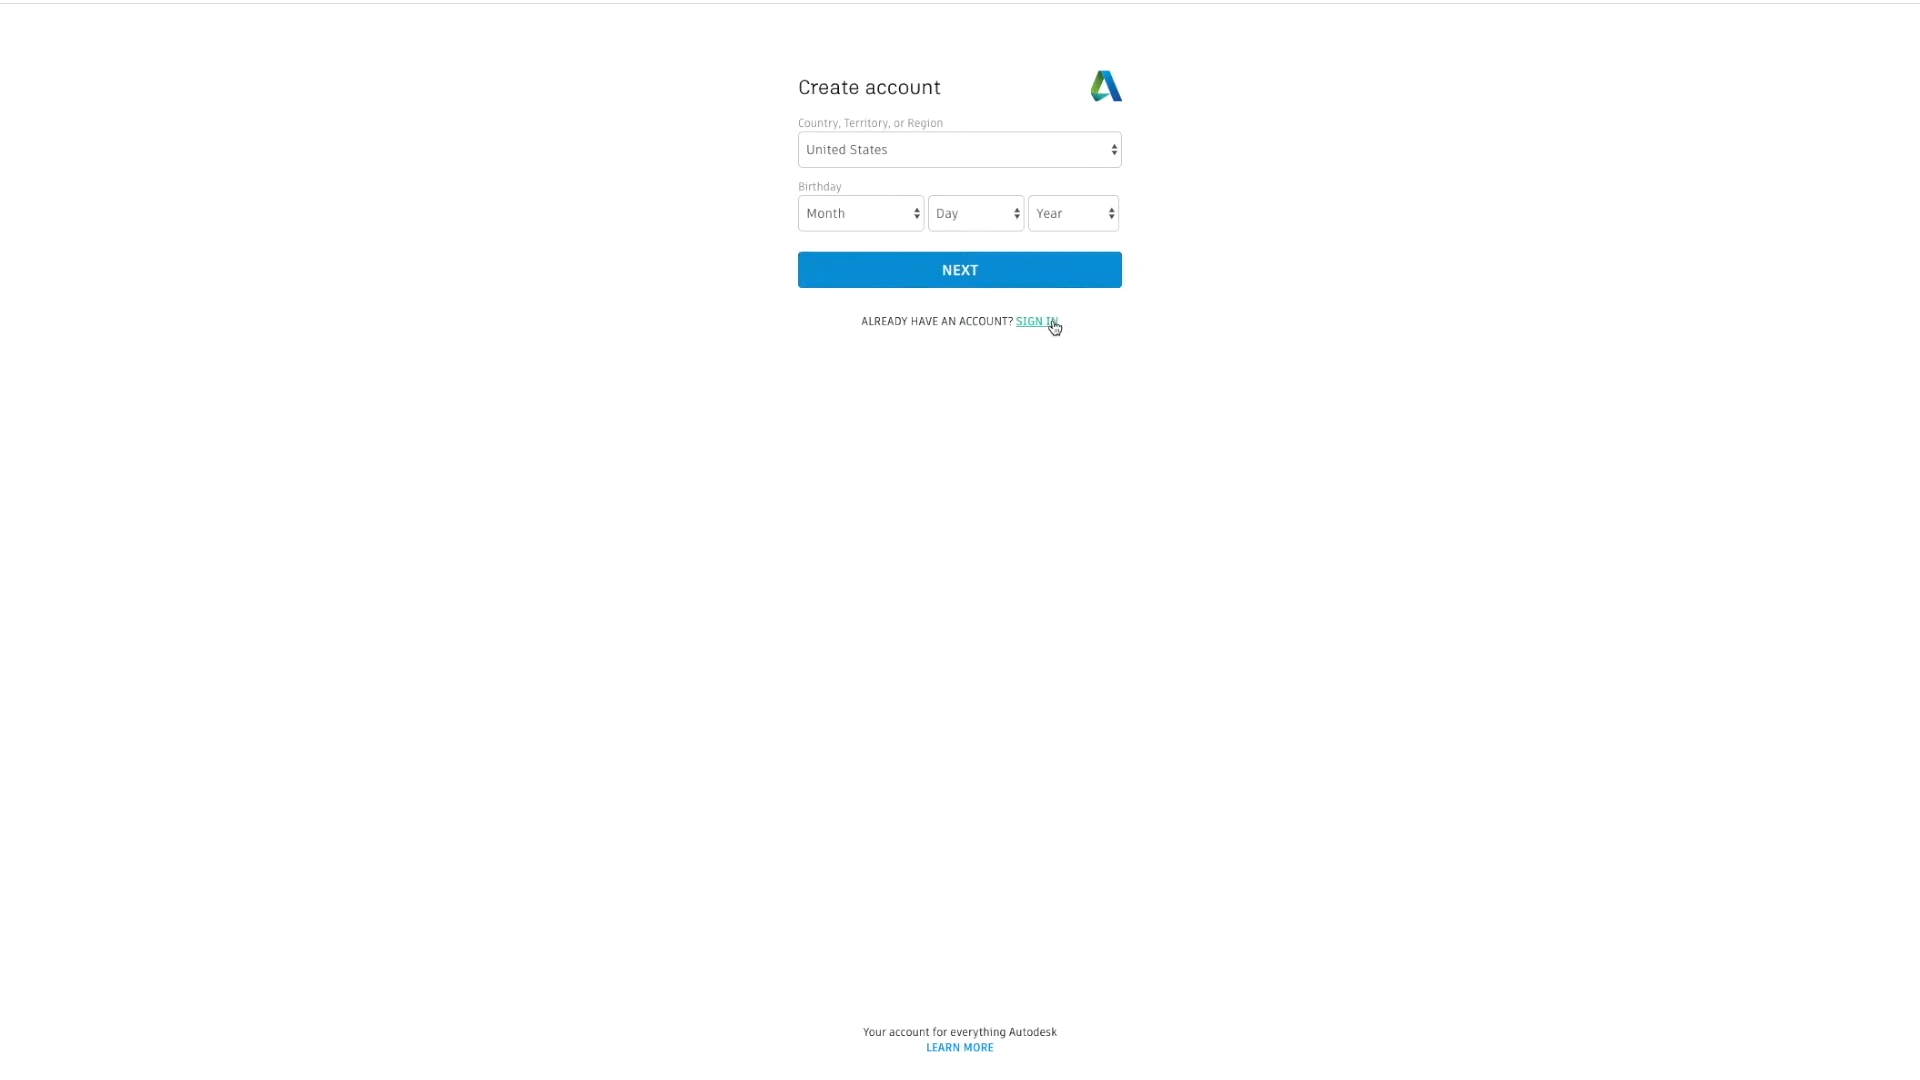 Create account
Country, Territory, or Region
United States
Birthday
Month Day Year
NEXT
ALREADY HAVE AN ACCOUNT? SIGN IN
Your account for everything Autodesk
LEARN MORE